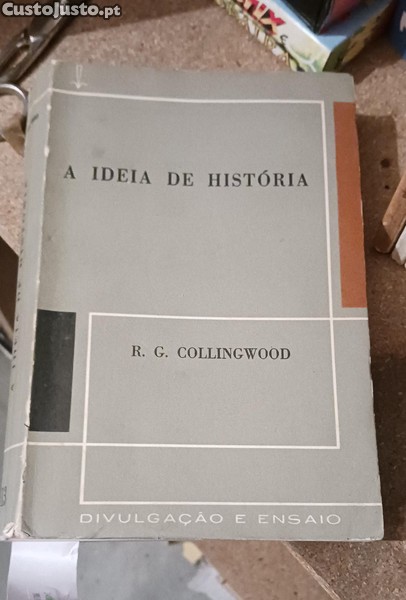 CustoJusto.pt
A IDEIA DE HISTÓRIA
R. G. COLLINGWOOD
DIVULGAÇÃO E ENSAIO